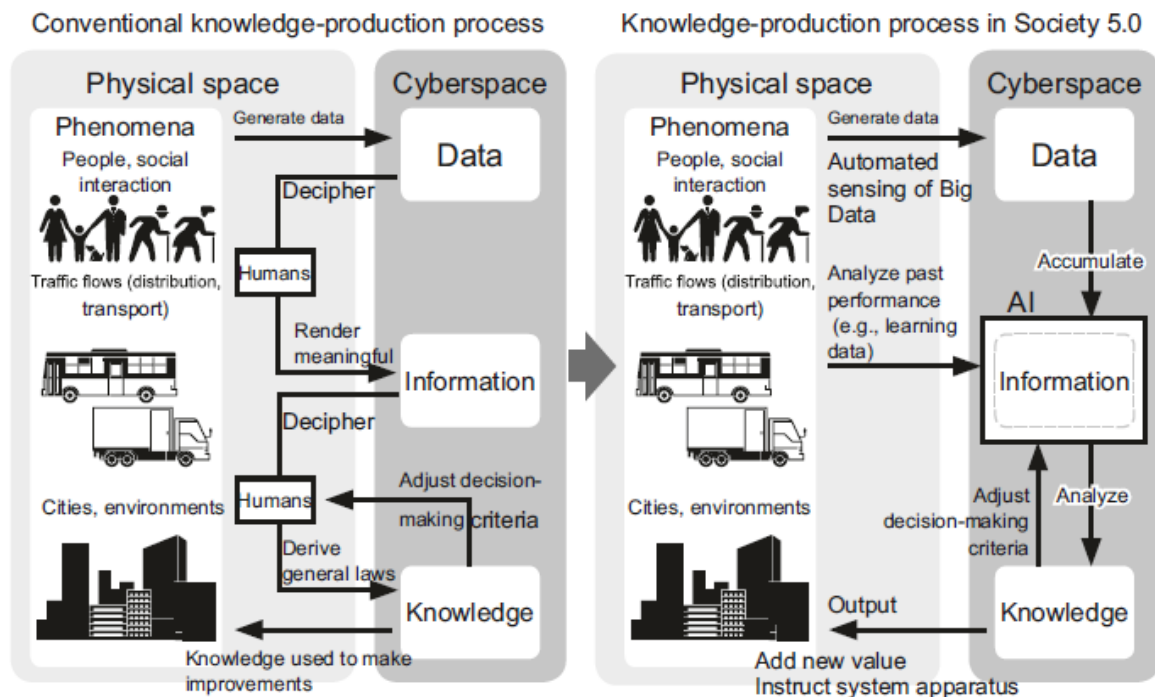 Conventional knowledge-production process
Physical space
Cyberspace
Phenomena
People, social
interaction
Traffic flows (distribution,
transport)
Cities, environments
Generate data
Data
Decipher
Humans
Render
meaningful
Information
Decipher
Humans
Adjust decision-
making criteria
Derive
general laws
Knowledge
Knowledge used to make
improvements
Knowledge-production process in Society 5.0
Physical space
Cyberspace
Phenomena
People, social
interaction
Traffic flows (distribution,
transport)
Cities, environments
Generate data
Automated
sensing of Big
Data
Data
Accumulate
Analyze past
performance
(e.g., learning
data)
AI
Information
Adjust
decision-making
criteria
Analyze
Knowledge
Output
Add new value
Instruct system apparatus